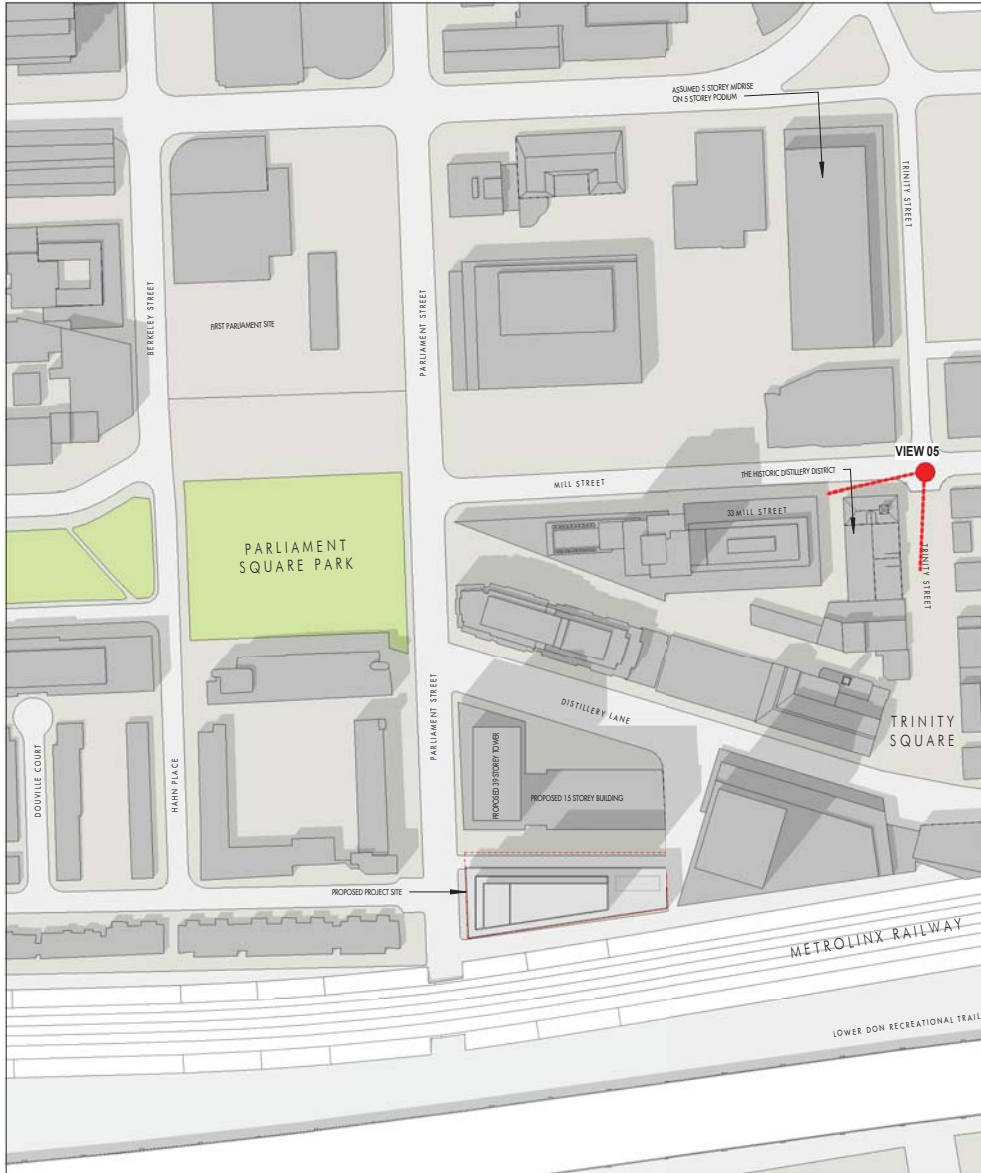 ASSUMED 5 STOREY MIDRISE
ON 5 STOREY PODIUM
TRINITY STREET
BERKELEY STREET
PARLIAMENT STREET
FIRST PARLIAMENT SITE
VIEW 05
THE HISTORIC DISTILLERY DISTRICT
MILL STREET
33 MILL STREET
PARLIAMENT
SQUARE PARK
TRINITY STREET
PARLIAMENT STREET
DISTILLERY LANE
TRINITY
SQUARE
DOUVILLE COURT
HAHN PLACE
PROPOSED 39 STOREY TOWER
PROPOSED 15 STOREY BUILDING
PROPOSED PROJECT SITE
METROLINX RAILWAY
LOWER DON RECREATIONAL TRAIL